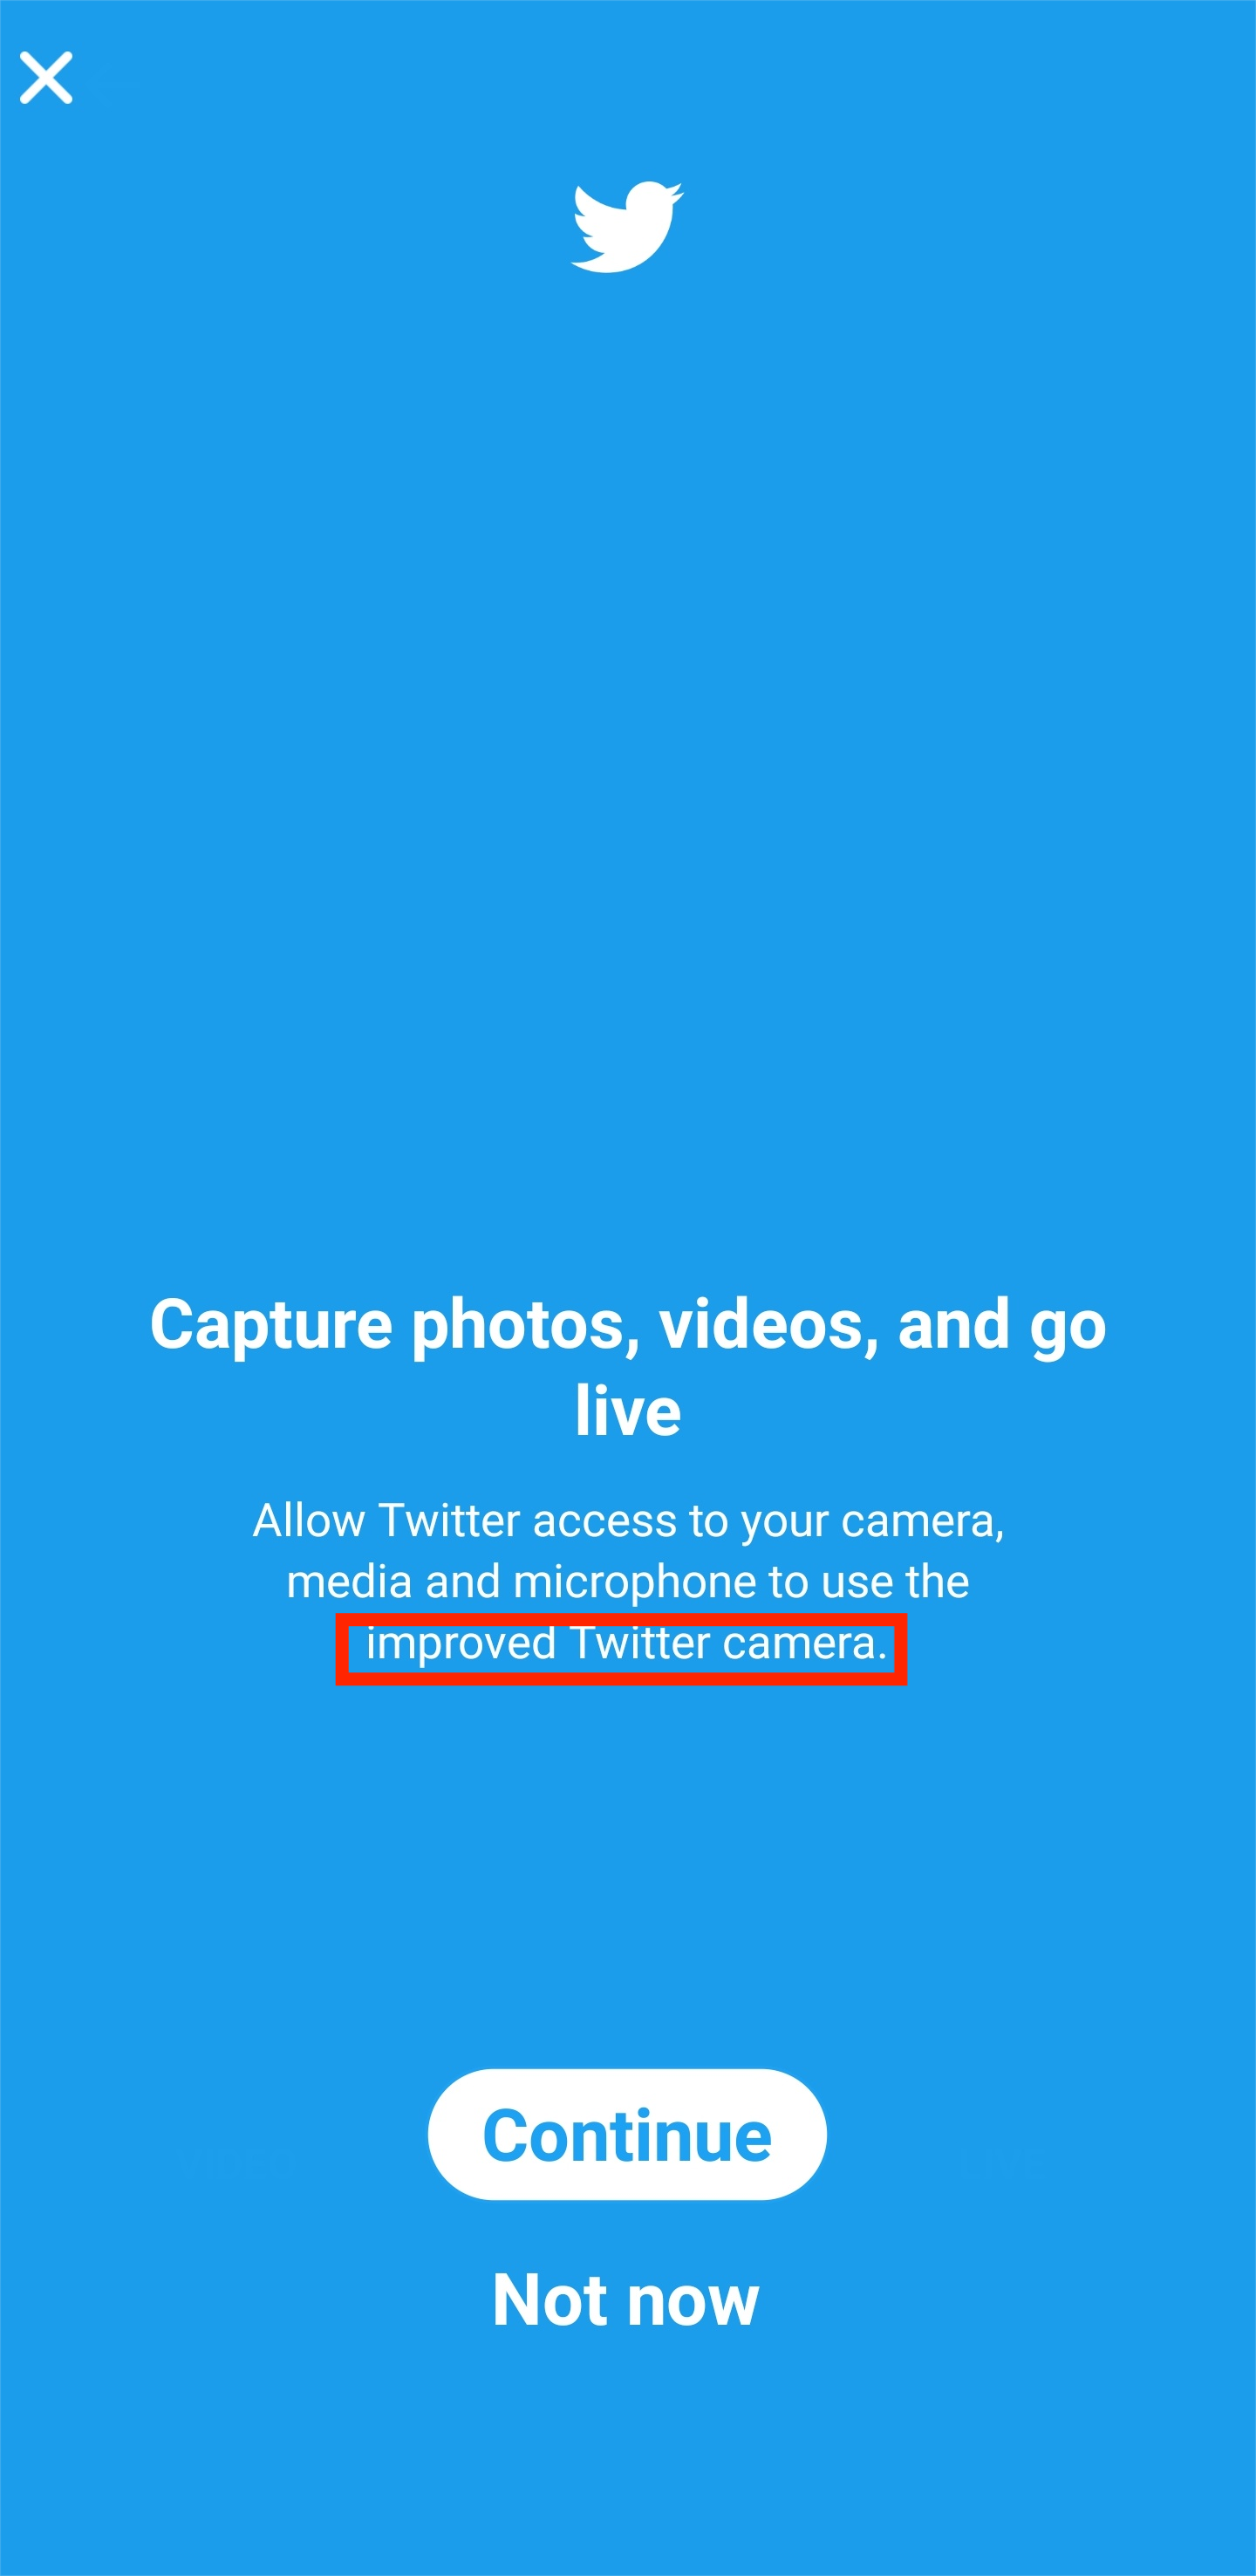 Capture photos, videos, and go
live
Allow Twitter access to your camera,
media and microphone to use the
improved Twitter camera.
Continue
Not now